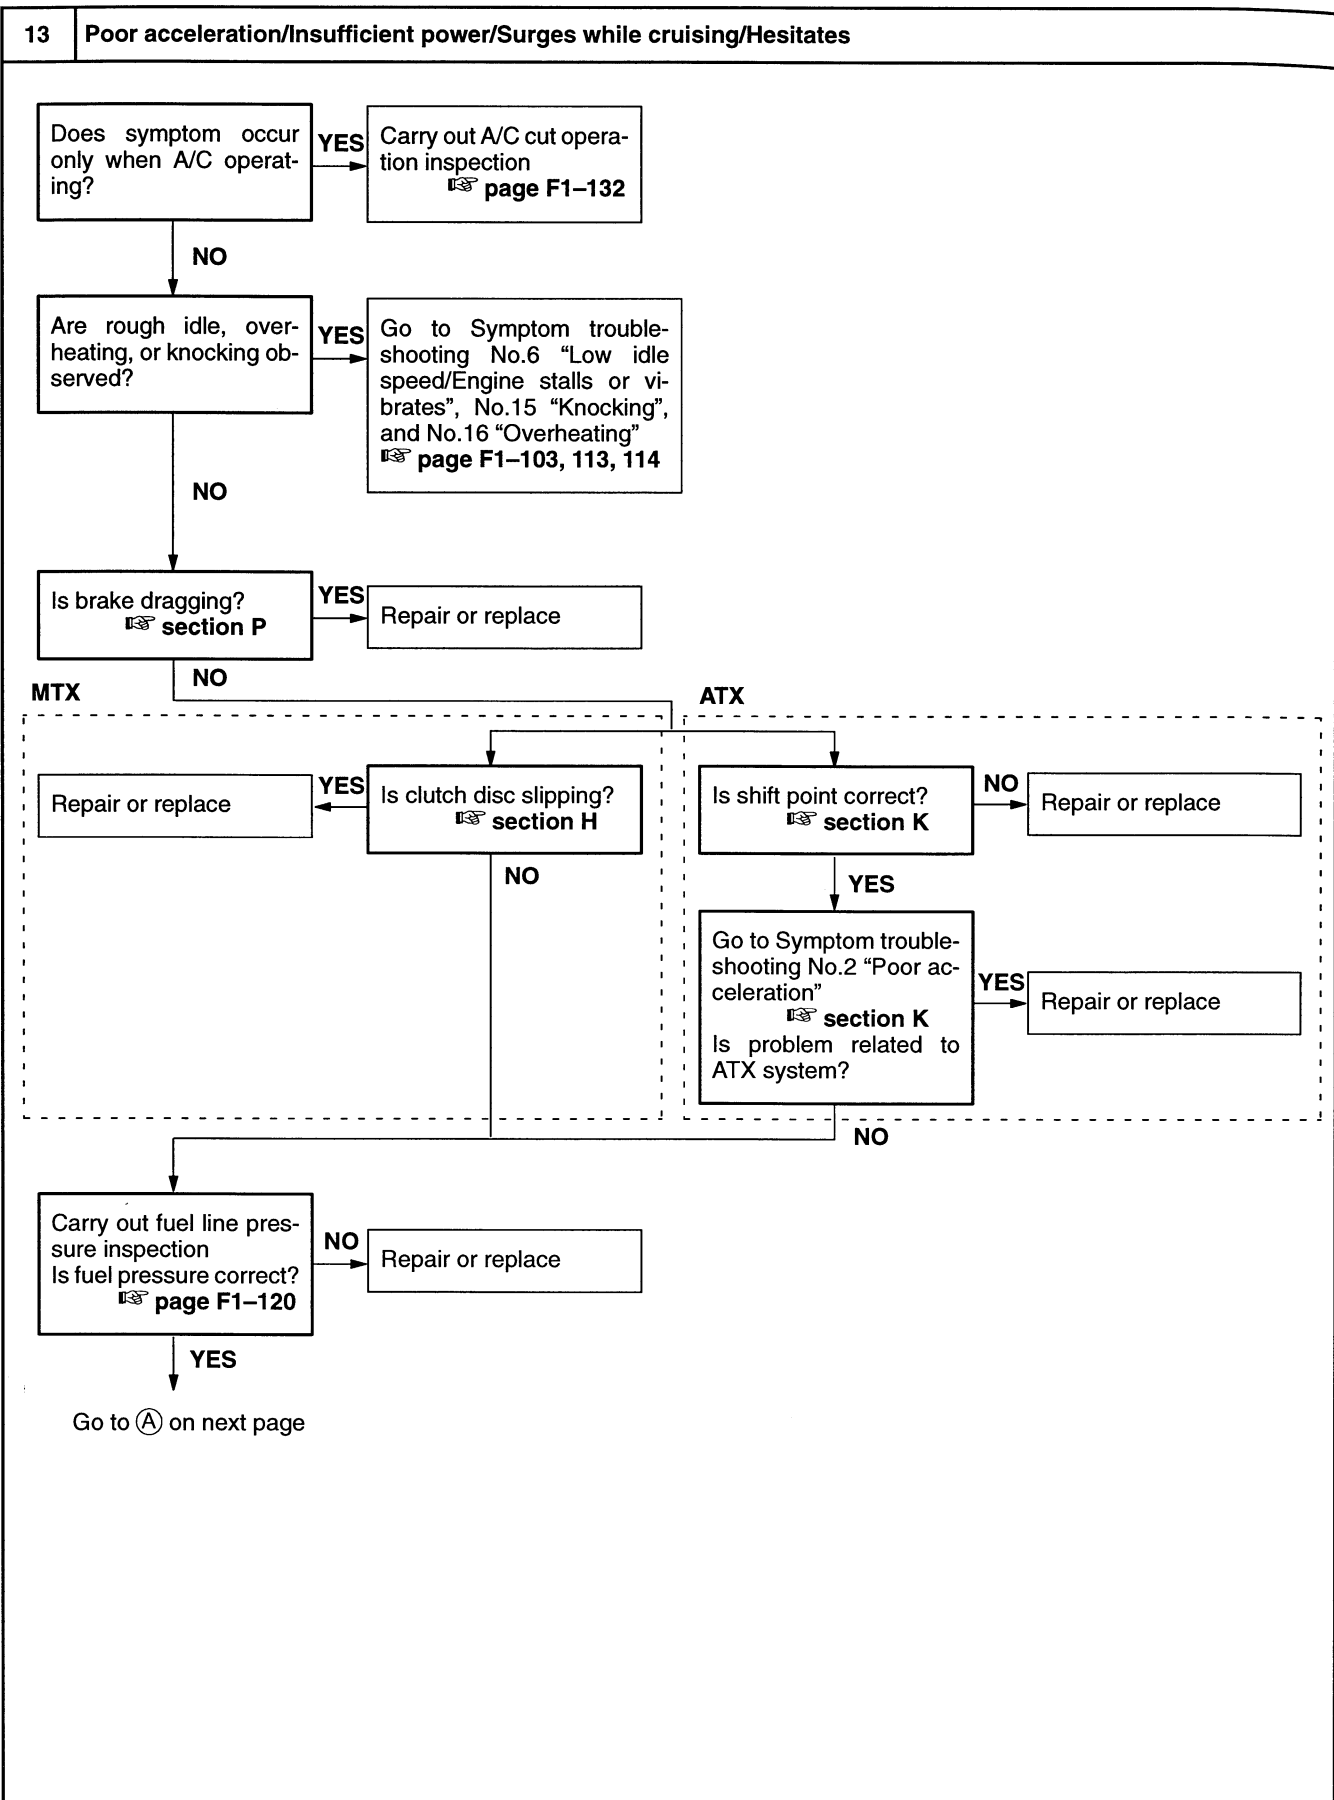 13 Poor acceleration/Insufficient power/Surges while cruising/Hesitates
Does symptom occur
only when A/C operat-
ing?
YES
Carry out A/C cut opera-
tion inspection
☞ page F1–132
NO
Are rough idle, over-
heating, or knocking ob-
served?
YES
Go to Symptom trouble-
shooting No.6 “Low idle
speed/Engine stalls or vi-
brates”, No.15 “Knocking”,
and No.16 “Overheating”
☞ page F1–103, 113, 114
NO
Is brake dragging?
☞ section P
YES
Repair or replace
NO
MTX
ATX
Repair or replace
YES
Is clutch disc slipping?
☞ section H
NO
Is shift point correct?
☞ section K
NO
Repair or replace
YES
Go to Symptom trouble-
shooting No.2 “Poor ac-
celeration”
☞ section K
Is problem related to
ATX system?
YES
Repair or replace
NO
Carry out fuel line pres-
sure inspection
Is fuel pressure correct?
☞ page F1–120
NO
Repair or replace
YES
Go to Ⓐ on next page